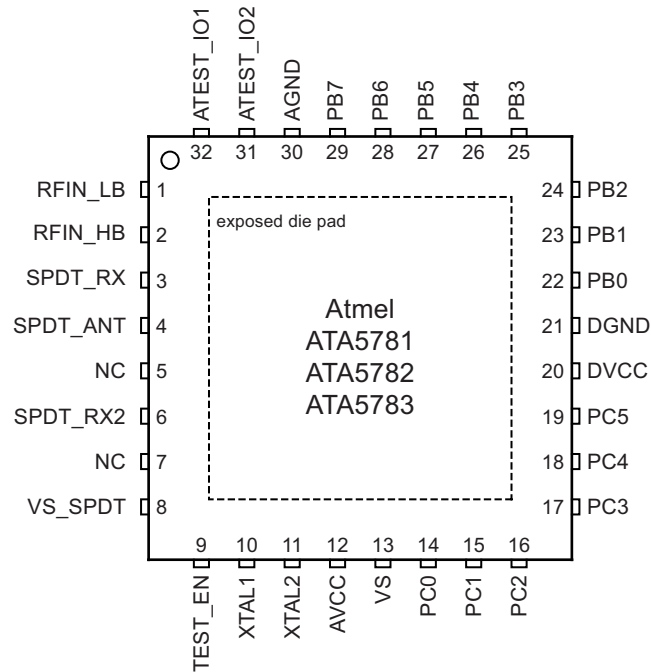 ATEST_IO1
ATEST_IO2
AGND
PB7
PB6
PB5
PB4
PB3
32 31 30 29 28 27 26 25
RFIN_LB 1
RFIN_HB 2
SPDT_RX 3
SPDT_ANT 4
NC 5
SPDT_RX2 6
NC 7
VS_SPDT 8
exposed die pad
Atmel
ATA5781
ATA5782
ATA5783
24 PB2
23 PB1
22 PB0
21 DGND
20 DVCC
19 PC5
18 PC4
17 PC3
9 10 11 12 13 14 15 16
TEST_EN
XTAL1
XTAL2
AVCC
VS
PC0
PC1
PC2